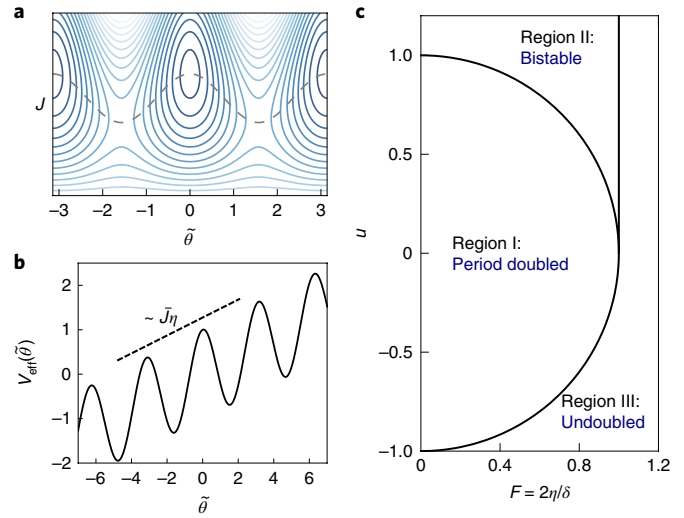 a
J
−3
−2
−1
0
1
2
3
θ̃
b
2
1
0
−1
−2
V_eff(θ̃)
~ J̄η
−6
−4
−2
0
2
4
6
θ̃
c
1.0
0.5
0
−0.5
−1.0
u
Region II:
Bistable
Region I:
Period doubled
Region III:
Undoubled
0
0.4
0.8
1.2
F = 2η/δ